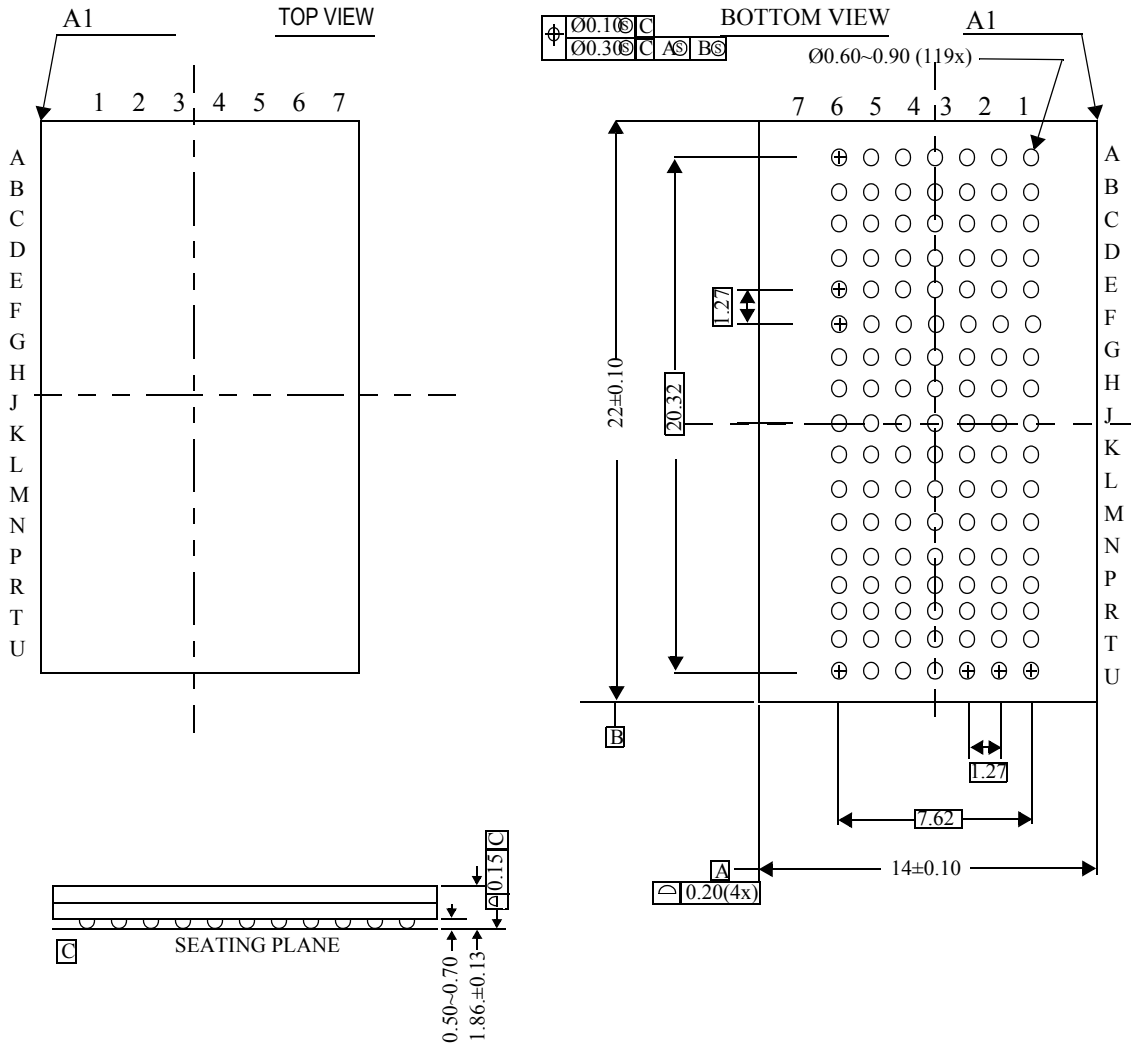 A1
TOP VIEW
1 2 3 4 5 6 7
A
B
C
D
E
F
G
H
J
K
L
M
N
P
R
T
U
Ø0.10Ⓢ C
Ø0.30Ⓢ C AⓈ BⓈ
BOTTOM VIEW
A1
Ø0.60~0.90 (119x)
7 6 5 4 3 2 1
A
B
C
D
E
F
G
H
J
K
L
M
N
P
R
T
U
1.27
22±0.10
20.32
B
1.27
7.62
A
14±0.10
0.20(4x)
0.15 C
C
SEATING PLANE
0.50~0.70
1.86.±0.13